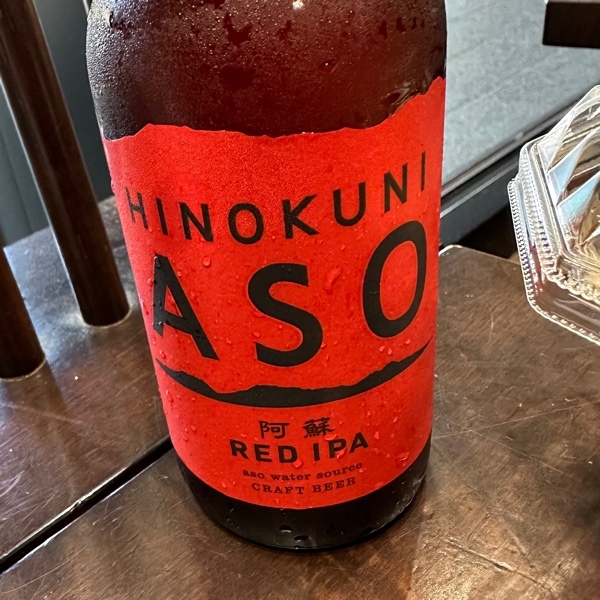 HINOKUNI
ASO
阿蘇
RED IPA
aso water source
CRAFT BEER